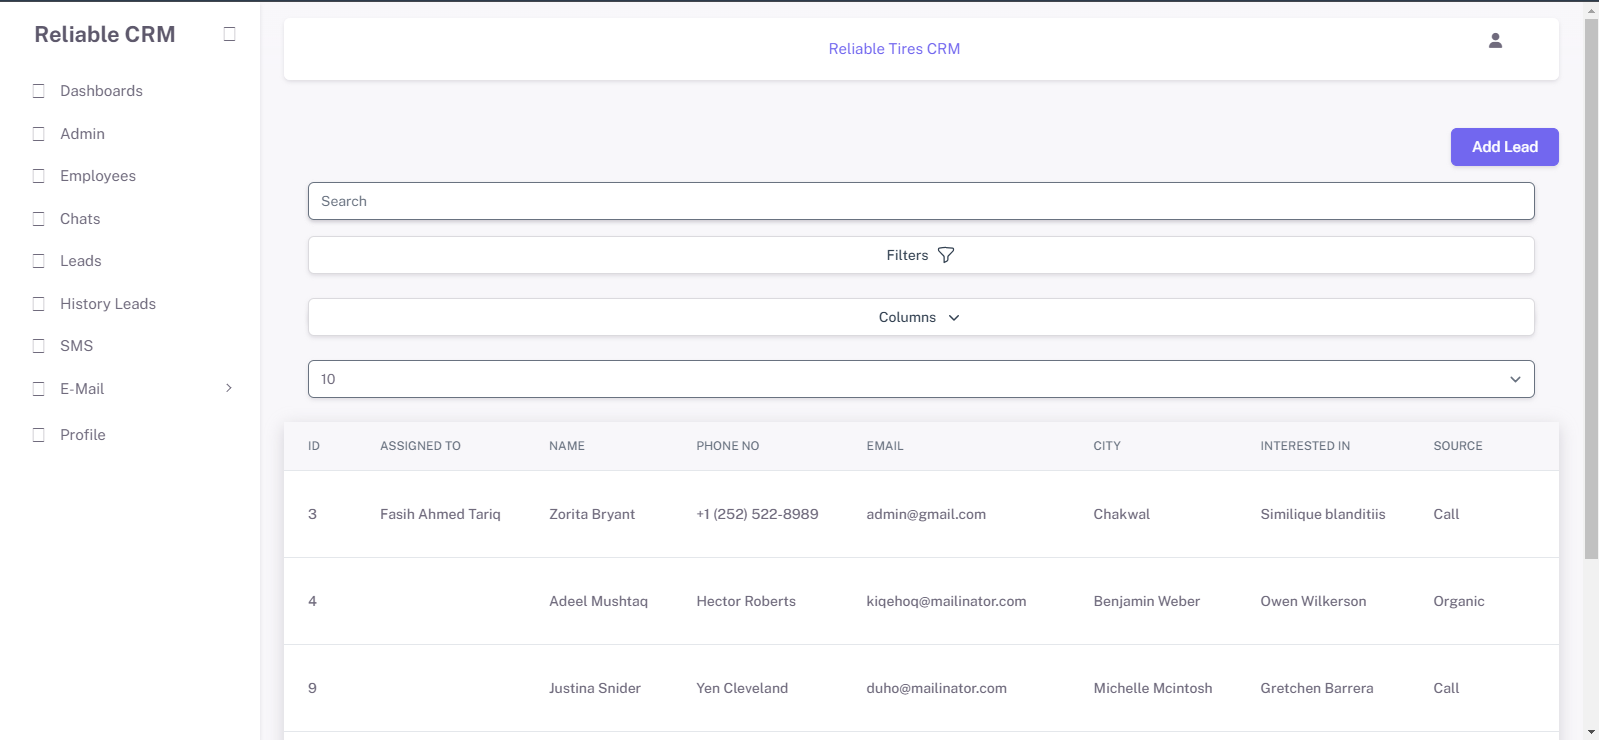 Reliable CRM
Dashboards
Admin
Employees
Chats
Leads
History Leads
SMS
E-Mail
Profile
Reliable Tires CRM
Add Lead
Search
Filters
Columns
10
ID ASSIGNED TO NAME PHONE NO EMAIL CITY INTERESTED IN SOURCE
3 Fasih Ahmed Tariq Zorita Bryant +1 (252) 522-8989 admin@gmail.com Chakwal Similique blanditiis Call
4 Adeel Mushtaq Hector Roberts kiqehoq@mailinator.com Benjamin Weber Owen Wilkerson Organic
9 Justina Snider Yen Cleveland duho@mailinator.com Michelle Mcintosh Gretchen Barrera Call